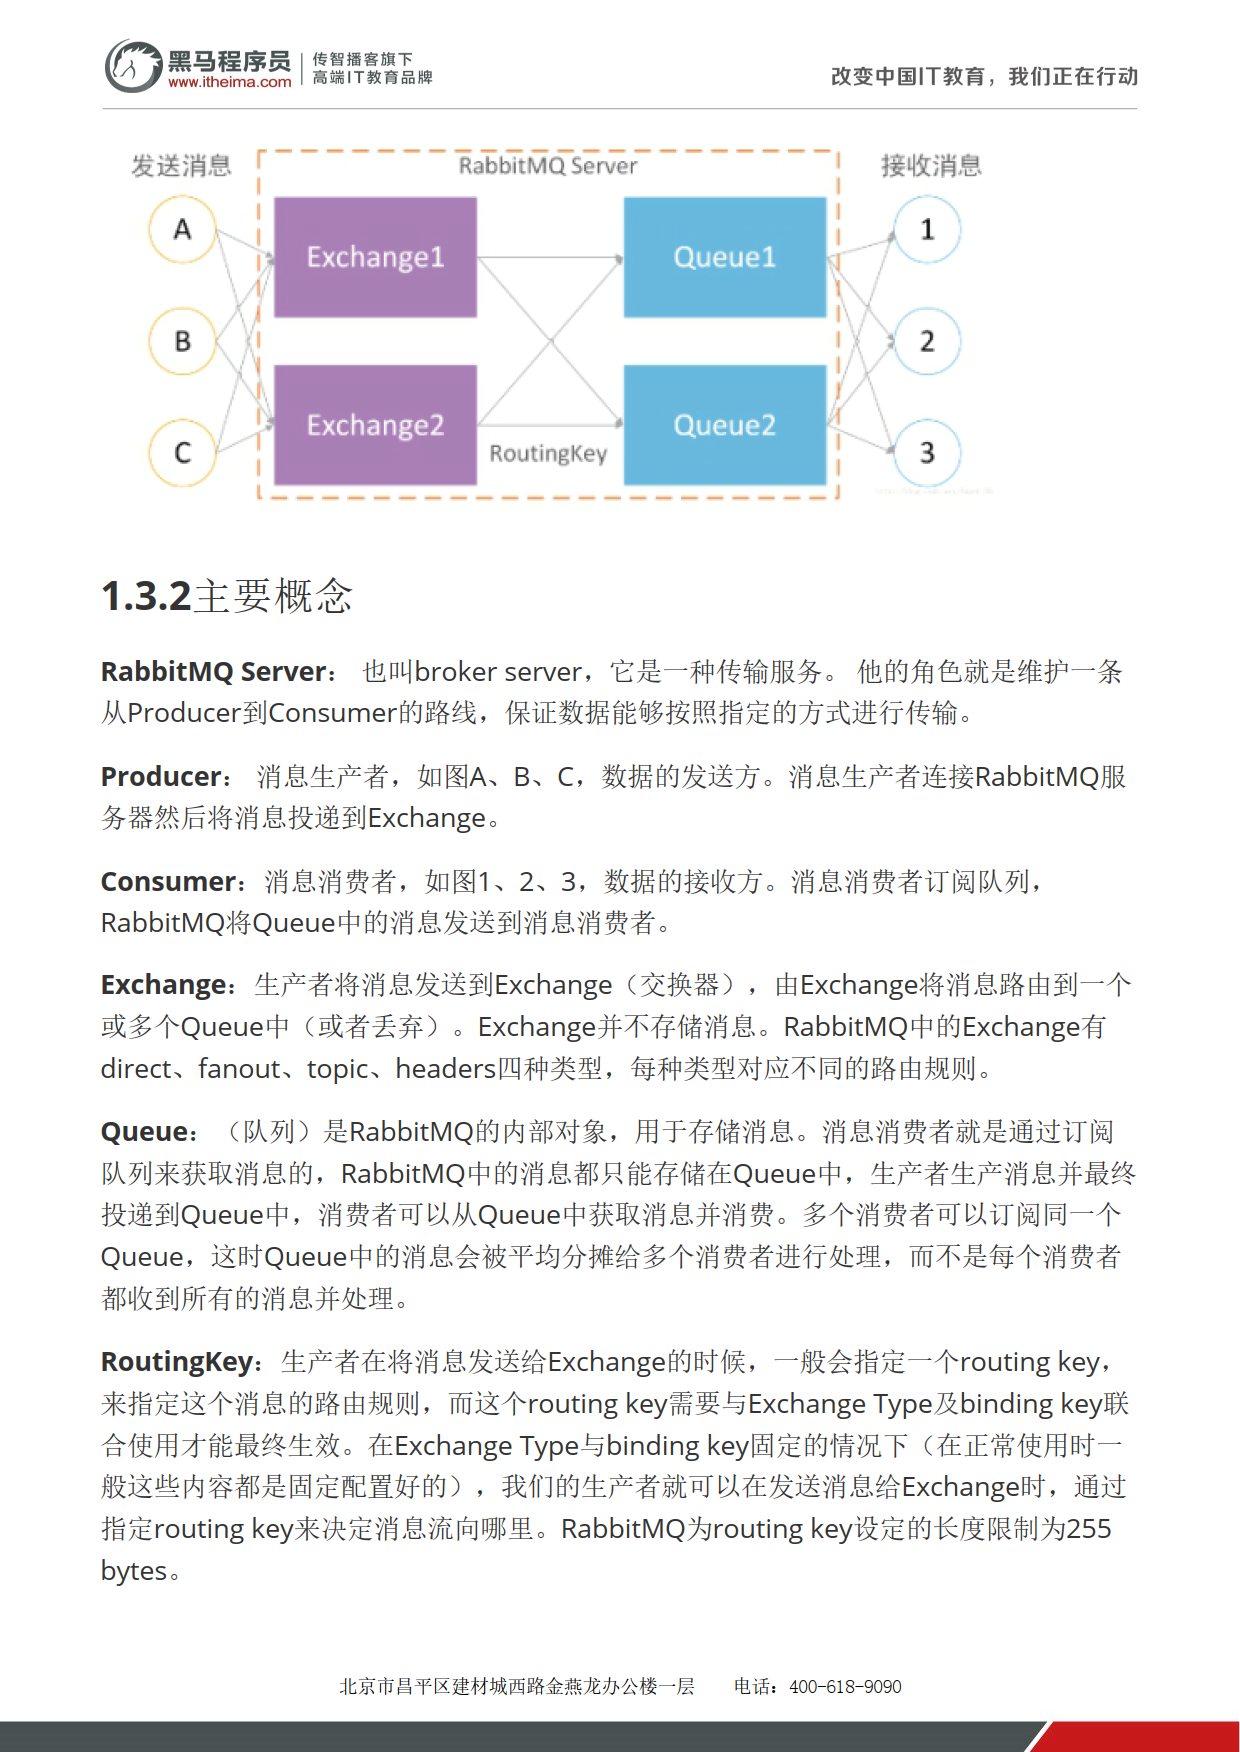 黑马程序员
www.itheima.com
传智播客旗下
高端IT教育品牌
改变中国IT教育，我们正在行动
发送消息
RabbitMQ Server
接收消息
A
Exchange1
Queue1
1
B
2
Exchange2
Queue2
C
RoutingKey
3
1.3.2主要概念
RabbitMQ Server： 也叫broker server，它是一种传输服务。 他的角色就是维护一条
从Producer到Consumer的路线，保证数据能够按照指定的方式进行传输。
Producer： 消息生产者，如图A、B、C，数据的发送方。消息生产者连接RabbitMQ服
务器然后将消息投递到Exchange。
Consumer：消息消费者，如图1、2、3，数据的接收方。消息消费者订阅队列，
RabbitMQ将Queue中的消息发送到消息消费者。
Exchange：生产者将消息发送到Exchange（交换器），由Exchange将消息路由到一个
或多个Queue中（或者丢弃）。Exchange并不存储消息。RabbitMQ中的Exchange有
direct、fanout、topic、headers四种类型，每种类型对应不同的路由规则。
Queue：（队列）是RabbitMQ的内部对象，用于存储消息。消息消费者就是通过订阅
队列来获取消息的，RabbitMQ中的消息都只能存储在Queue中，生产者生产消息并最终
投递到Queue中，消费者可以从Queue中获取消息并消费。多个消费者可以订阅同一个
Queue，这时Queue中的消息会被平均分摊给多个消费者进行处理，而不是每个消费者
都收到所有的消息并处理。
RoutingKey：生产者在将消息发送给Exchange的时候，一般会指定一个routing key，
来指定这个消息的路由规则，而这个routing key需要与Exchange Type及binding key联
合使用才能最终生效。在Exchange Type与binding key固定的情况下（在正常使用时一
般这些内容都是固定配置好的），我们的生产者就可以在发送消息给Exchange时，通过
指定routing key来决定消息流向哪里。RabbitMQ为routing key设定的长度限制为255
bytes。
北京市昌平区建材城西路金燕龙办公楼一层 电话：400-618-9090